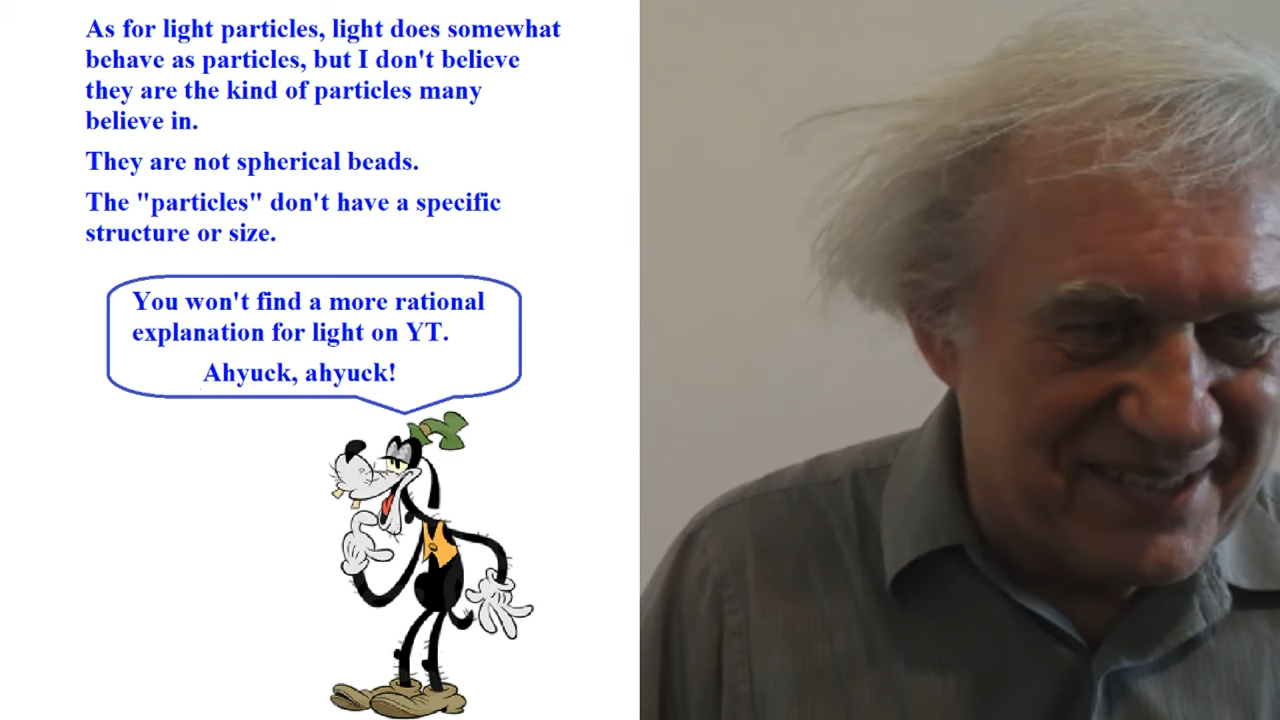 As for light particles, light does somewhat
behave as particles, but I don't believe
they are the kind of particles many
believe in.
They are not spherical beads.
The "particles" don't have a specific
structure or size.
You won't find a more rational
explanation for light on YT.
Ahyuck, ahyuck!